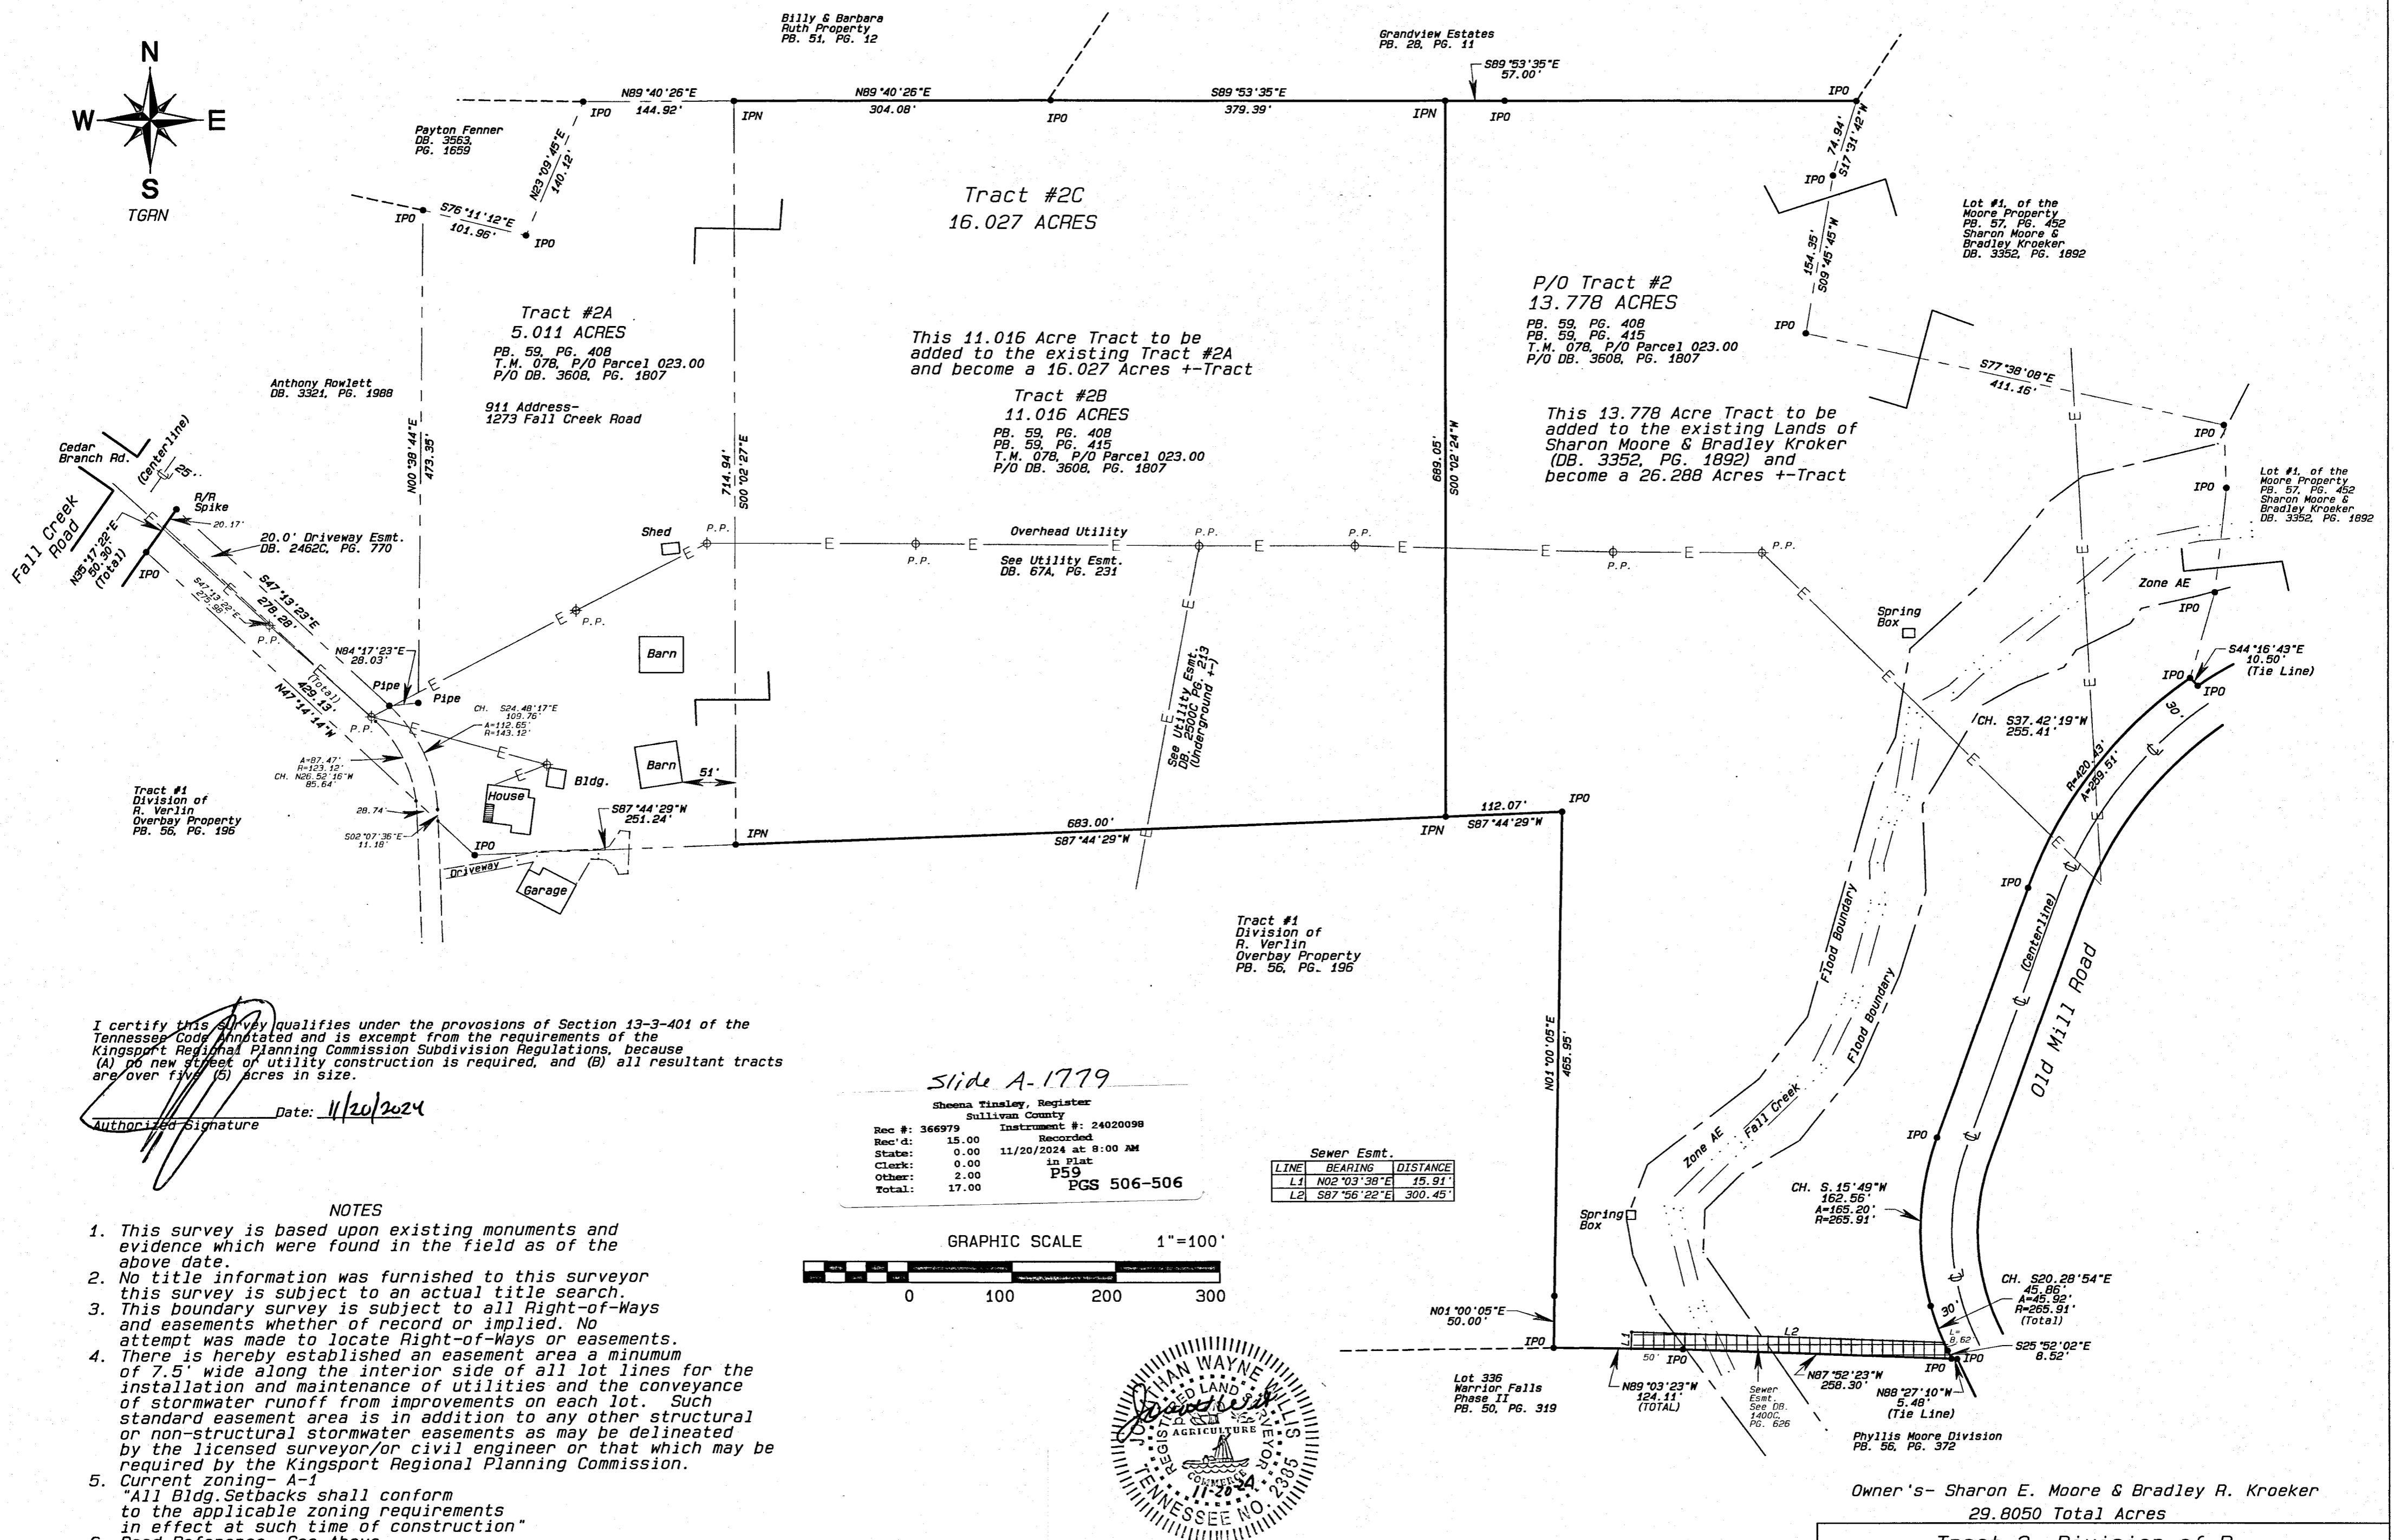 Billy & Barbara
Ruth Property
PB. 51, PG. 12
Grandview Estates
PB. 28, PG. 11
S89°53'35"E
57.00'
N
W
E
S
TGRN
N89°40'26"E
144.92'
N89°40'26"E
304.08'
S89°53'35"E
379.39'
IPO
IPN
IPO
IPN
IPO
IPO
Payton Fenner
DB. 3563,
PG. 1659
N23°09'45"E
140.12'
S76°11'12"E
101.96'
IPO
IPO
74.94'
S17°31'42"W
IPO
154.35'
S09°45'45"W
IPO
Tract #2C
16.027 ACRES
Lot #1, of the
Moore Property
PB. 57, PG. 452
Sharon Moore &
Bradley Kroeker
DB. 3352, PG. 1892
P/O Tract #2
13.778 ACRES
PB. 59, PG. 408
PB. 59, PG. 415
T.M. 078, P/O Parcel 023.00
P/O DB. 3608, PG. 1807
Tract #2A
5.011 ACRES
PB. 59, PG. 408
T.M. 078, P/O Parcel 023.00
P/O DB. 3608, PG. 1807
911 Address-
1273 Fall Creek Road
This 11.016 Acre Tract to be
added to the existing Tract #2A
and become a 16.027 Acres +-Tract
Tract #2B
11.016 ACRES
PB. 59, PG. 408
PB. 59, PG. 415
T.M. 078, P/O Parcel 023.00
P/O DB. 3608, PG. 1807
This 13.778 Acre Tract to be
added to the existing Lands of
Sharon Moore & Bradley Kroker
(DB. 3352, PG. 1892) and
become a 26.288 Acres +-Tract
S77°38'08"E
411.16'
IPO
IPO
Lot #1, of the
Moore Property
PB. 57, PG. 452
Sharon Moore &
Bradley Kroeker
DB. 3352, PG. 1892
Anthony Rowlett
DB. 3321, PG. 1988
N00°38'44"E
473.35'
714.94'
S00°02'27"E
689.05'
S00°02'24"W
Cedar
Branch Rd.
(Centerline)
25'
Fall Creek
Road
R/R
Spike
20.17'
N35°17'22"E
50.30'
(Total)
IPO
20.0' Driveway Esmt.
DB. 2462C, PG. 770
S47°13'23"E
278.28'
S47°13'22"E
275.98'
P.P.
(Total)
429.13'
N47°14'14"W
N84°17'23"E
28.03'
Pipe
Pipe
P.P.
CH. S24.48'17"E
109.76'
A=112.65'
R=143.12'
A=87.47'
R=123.12'
CH. N26.52'16"W
85.64'
28.74'
S02°07'36"E
11.18'
Shed
P.P.
P.P.
Overhead Utility
See Utility Esmt.
DB. 67A, PG. 231
P.P.
P.P.
P.P.
P.P.
P.P.
E
See Utility Esmt.
DB. 2500C PG. 213
(Underground +-)
Barn
Barn
51'
Bldg.
House
S87°44'29"W
251.24'
IPO
Driveway
Garage
IPN
683.00'
S87°44'29"W
IPN
112.07'
S87°44'29"W
IPO
Zone AE
IPO
Spring
Box
S44°16'43"E
10.50'
(Tie Line)
IPO
IPO
30'
CH. S37.42'19"W
255.41'
R=420.43'
A=259.51'
IPO
Flood Boundary
Flood Boundary
(Centerline)
Old Mill Road
Tract #1
Division of
R. Verlin
Overbay Property
PB. 56, PG. 196
Tract #1
Division of
R. Verlin
Overbay Property
PB. 56, PG. 196
N01°00'05"E
465.95'
Zone AE
Fall Creek
IPO
CH. S.15'49"W
162.56'
A=165.20'
R=265.91'
Spring
Box
CH. S20.28'54"E
45.86'
A=45.92'
R=265.91'
(Total)
30'
L=
8.62'
S25°52'02"E
8.52'
N01°00'05"E
50.00'
IPO
L1
L2
50'
IPO
IPO
IPO
N89°03'23"W
124.11'
(TOTAL)
Sewer
Esmt.
See DB.
1400C,
PG. 626
N87°52'23"W
258.30'
N88°27'10"W
5.48'
(Tie Line)
Lot 336
Warrior Falls
Phase II
PB. 50, PG. 319
Phyllis Moore Division
PB. 56, PG. 372
I certify this survey qualifies under the provosions of Section 13-3-401 of the
Tennessee Code Annotated and is excempt from the requirements of the
Kingsport Regional Planning Commission Subdivision Regulations, because
(A) no new street or utility construction is required, and (B) all resultant tracts
are over five (5) acres in size.
Date: 11/20/2024
Authorized Signature
Slide A-1779
Sheena Tinsley, Register
Sullivan County
Rec #: 366979 Instrument #: 24020098
Rec'd: 15.00 Recorded
State: 0.00 11/20/2024 at 8:00 AM
Clerk: 0.00 in Plat
Other: 2.00 P59
Total: 17.00 PGS 506-506
Sewer Esmt.
LINE BEARING DISTANCE
L1 N02°03'38"E 15.91'
L2 S87°56'22"E 300.45'
GRAPHIC SCALE 1"=100'
0 100 200 300
NOTES
1. This survey is based upon existing monuments and
evidence which were found in the field as of the
above date.
2. No title information was furnished to this surveyor
this survey is subject to an actual title search.
3. This boundary survey is subject to all Right-of-Ways
and easements whether of record or implied. No
attempt was made to locate Right-of-Ways or easements.
4. There is hereby established an easement area a minumum
of 7.5' wide along the interior side of all lot lines for the
installation and maintenance of utilities and the conveyance
of stormwater runoff from improvements on each lot. Such
standard easement area is in addition to any other structural
or non-structural stormwater easements as may be delineated
by the licensed surveyor/or civil engineer or that which may be
required by the Kingsport Regional Planning Commission.
5. Current zoning- A-1
"All Bldg.Setbacks shall conform
to the applicable zoning requirements
in effect at such time of construction"
JONATHAN WAYNE WILLIS
REGISTERED LAND SURVEYOR
AGRICULTURE
COMMERCE
11-20-24
TENNESSEE NO. 2385
Owner's- Sharon E. Moore & Bradley R. Kroeker
29.8050 Total Acres